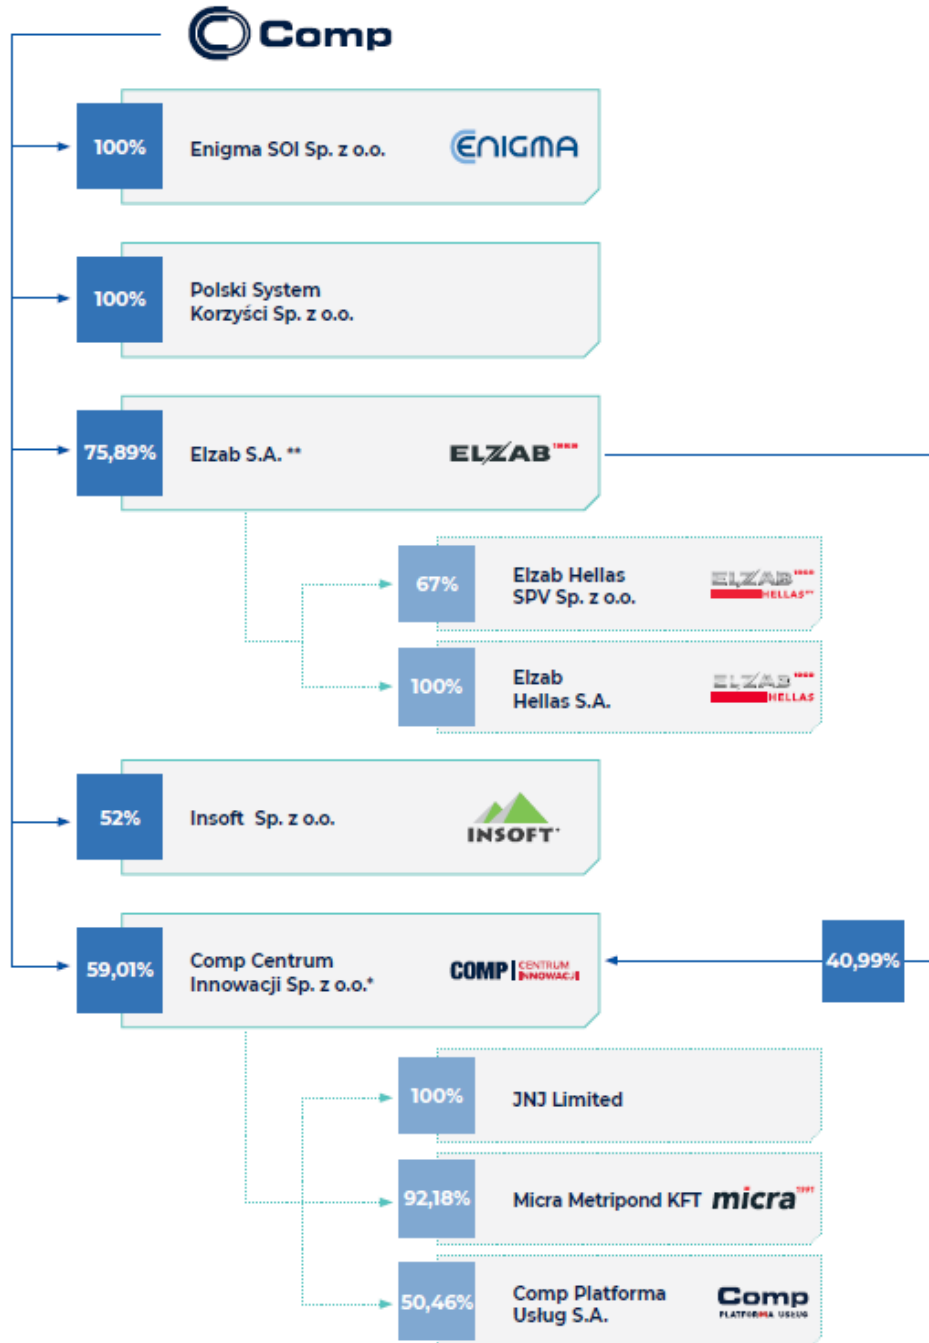 Comp
100%
Enigma SOI Sp. z o.o.
ENIGMA
100%
Polski System
Korzyści Sp. z o.o.
75,89%
Elzab S.A. **
ELZAB
67%
Elzab Hellas
SPV Sp. z o.o.
ELZAB
HELLAS
100%
Elzab
Hellas S.A.
ELZAB
HELLAS
52%
Insoft Sp. z o.o.
INSOFT
59,01%
Comp Centrum
Innowacji Sp. z o.o.*
COMP CENTRUM
INNOWACJI
40,99%
100%
JNJ Limited
92,18%
Micra Metripond KFT
micra
50,46%
Comp Platforma
Usług S.A.
Comp
PLATFORMA USŁUG